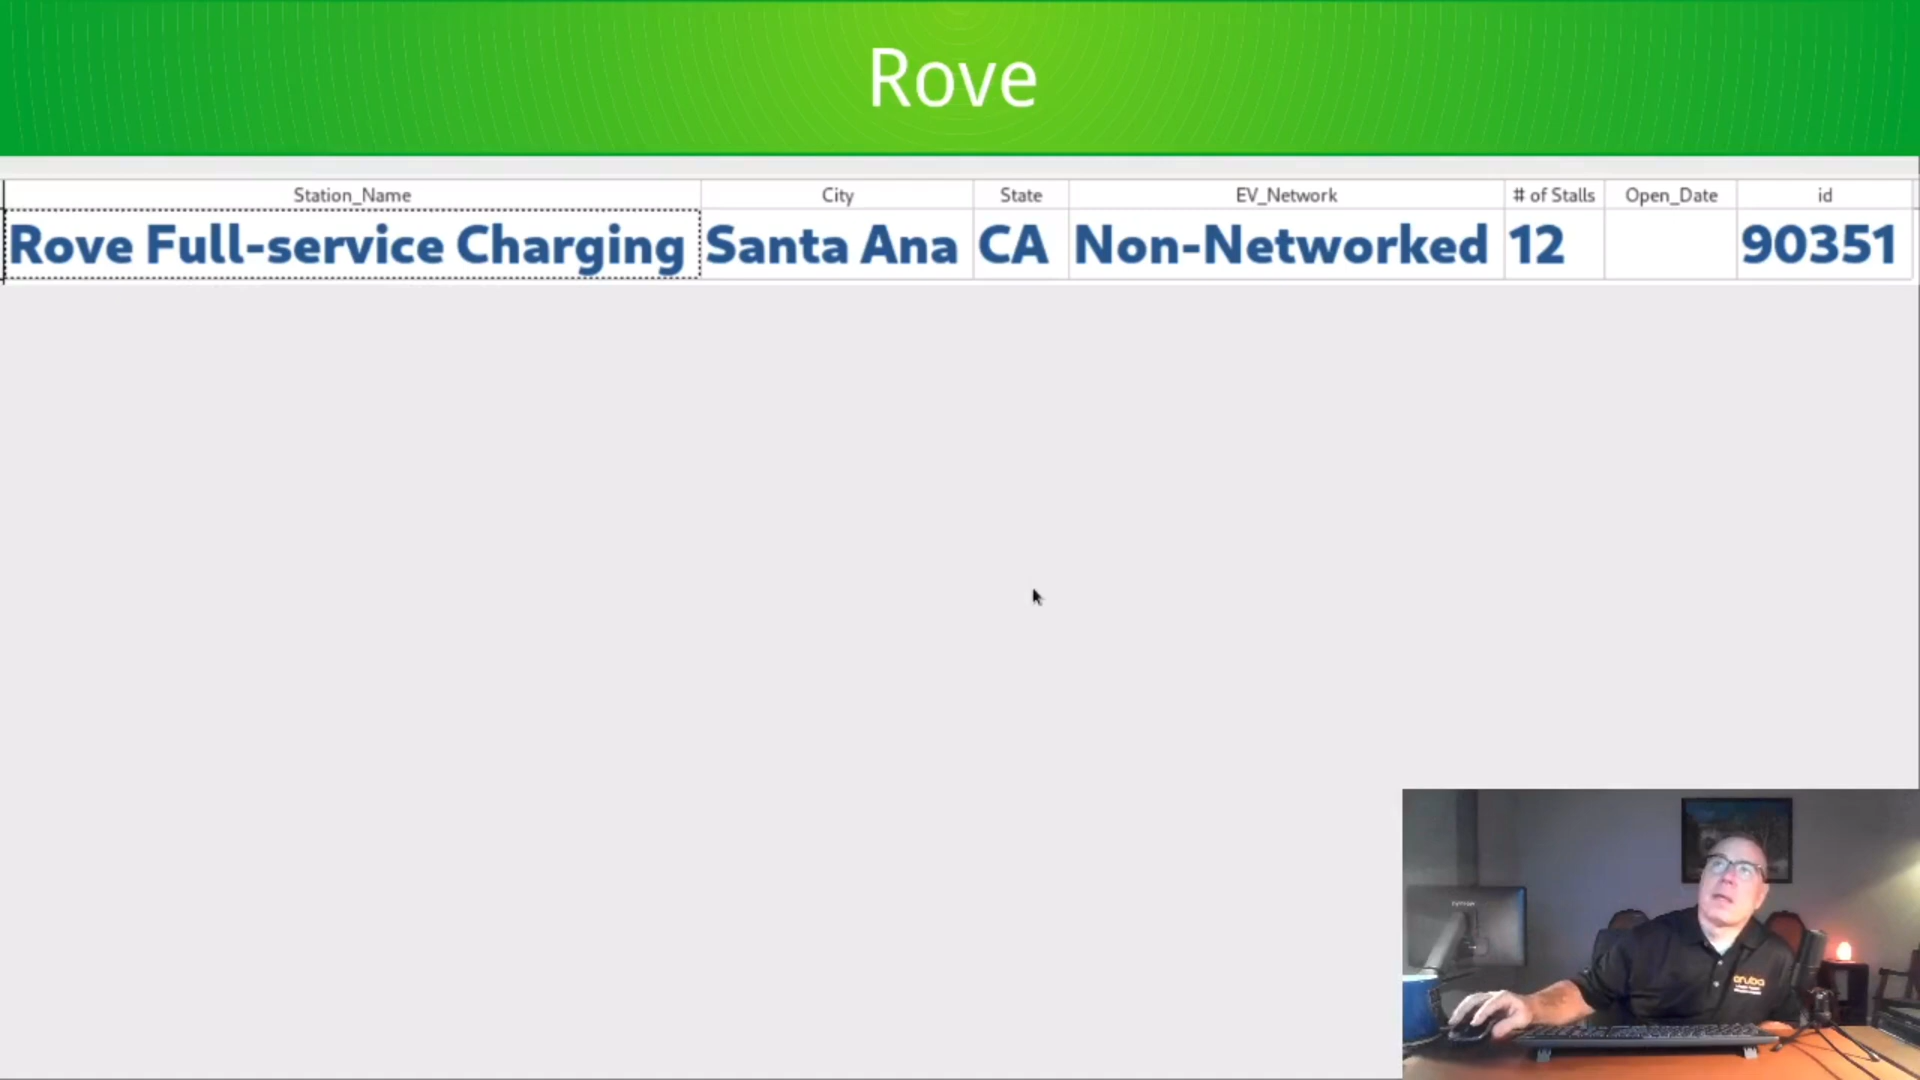 Rove
Station_Name City State EV_Network # of Stalls Open_Date id
Rove Full-service Charging Santa Ana CA Non-Networked 12 90351
aruba